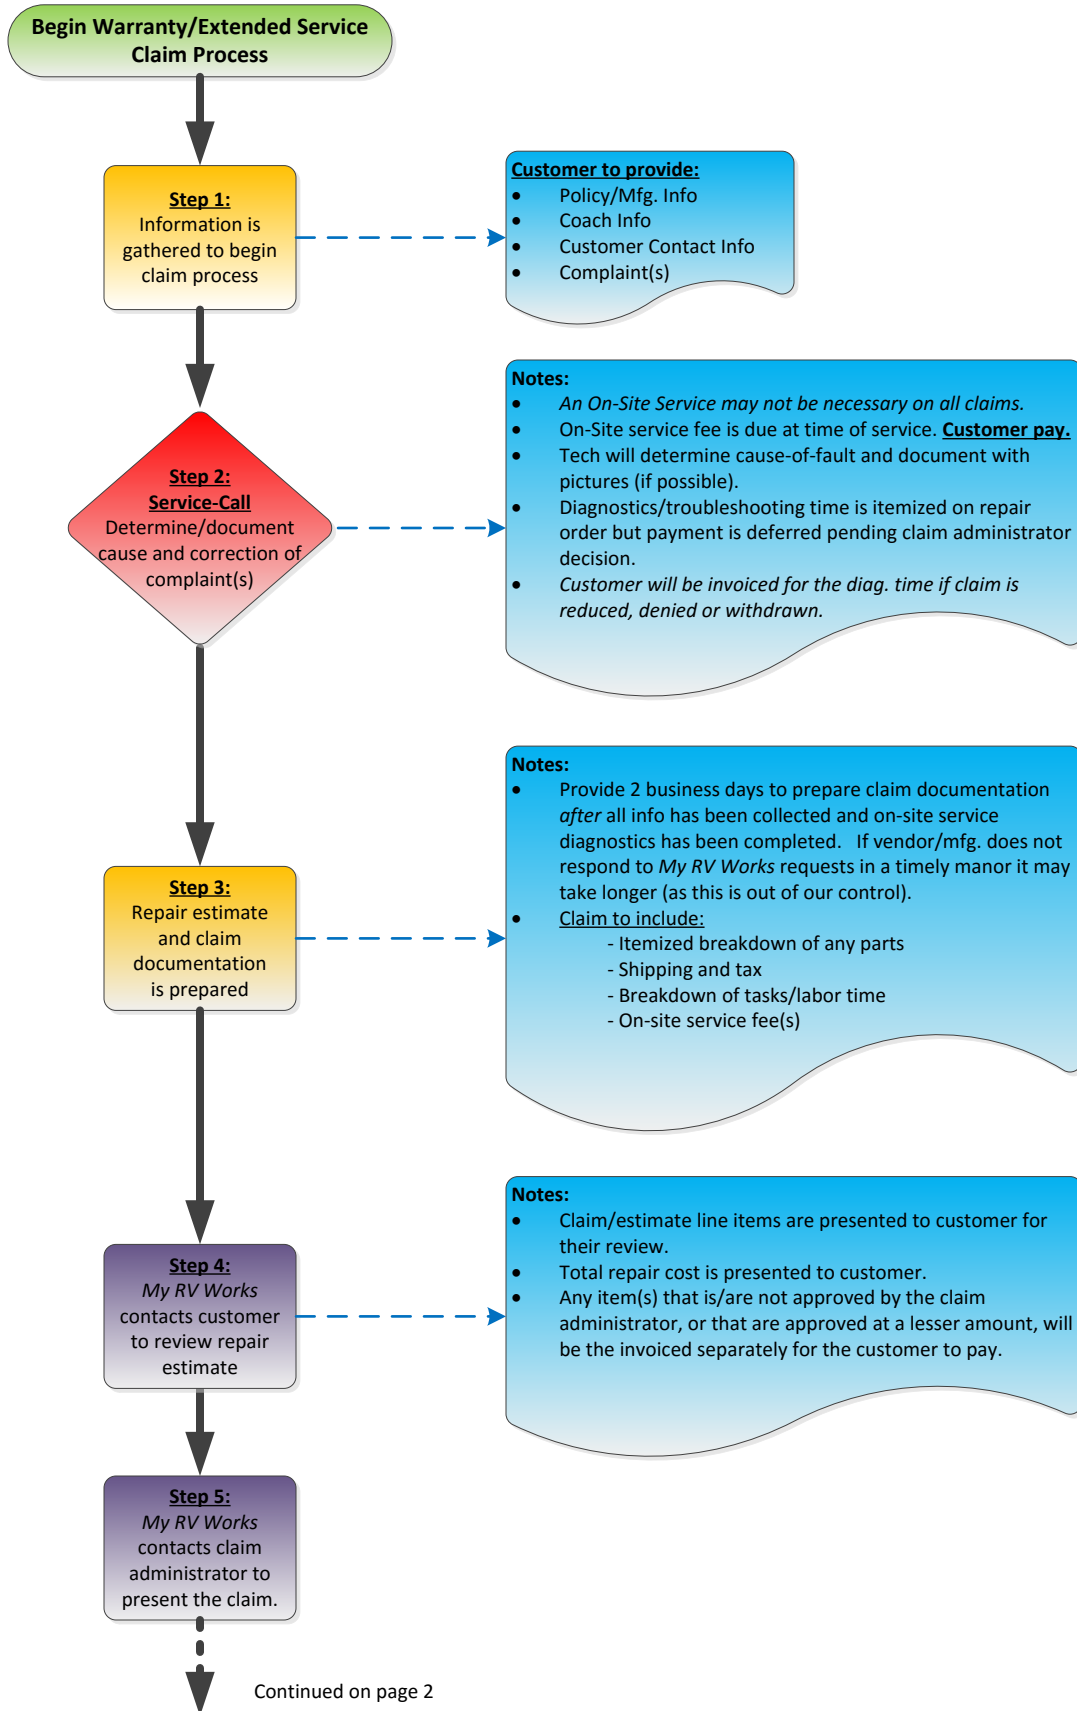 Begin Warranty/Extended Service
Claim Process
Step 1:
Information is
gathered to begin
claim process
Customer to provide:
• Policy/Mfg. Info
• Coach Info
• Customer Contact Info
• Complaint(s)
Step 2:
Service-Call
Determine/document
cause and correction of
complaint(s)
Notes:
• An On-Site Service may not be necessary on all claims.
• On-Site service fee is due at time of service. Customer pay.
• Tech will determine cause-of-fault and document with
pictures (if possible).
• Diagnostics/troubleshooting time is itemized on repair
order but payment is deferred pending claim administrator
decision.
• Customer will be invoiced for the diag. time if claim is
reduced, denied or withdrawn.
Step 3:
Repair estimate
and claim
documentation
is prepared
Notes:
• Provide 2 business days to prepare claim documentation
after all info has been collected and on-site service
diagnostics has been completed. If vendor/mfg. does not
respond to My RV Works requests in a timely manor it may
take longer (as this is out of our control).
• Claim to include:
- Itemized breakdown of any parts
- Shipping and tax
- Breakdown of tasks/labor time
- On-site service fee(s)
Step 4:
My RV Works
contacts customer
to review repair
estimate
Notes:
• Claim/estimate line items are presented to customer for
their review.
• Total repair cost is presented to customer.
• Any item(s) that is/are not approved by the claim
administrator, or that are approved at a lesser amount, will
be the invoiced separately for the customer to pay.
Step 5:
My RV Works
contacts claim
administrator to
present the claim.
Continued on page 2